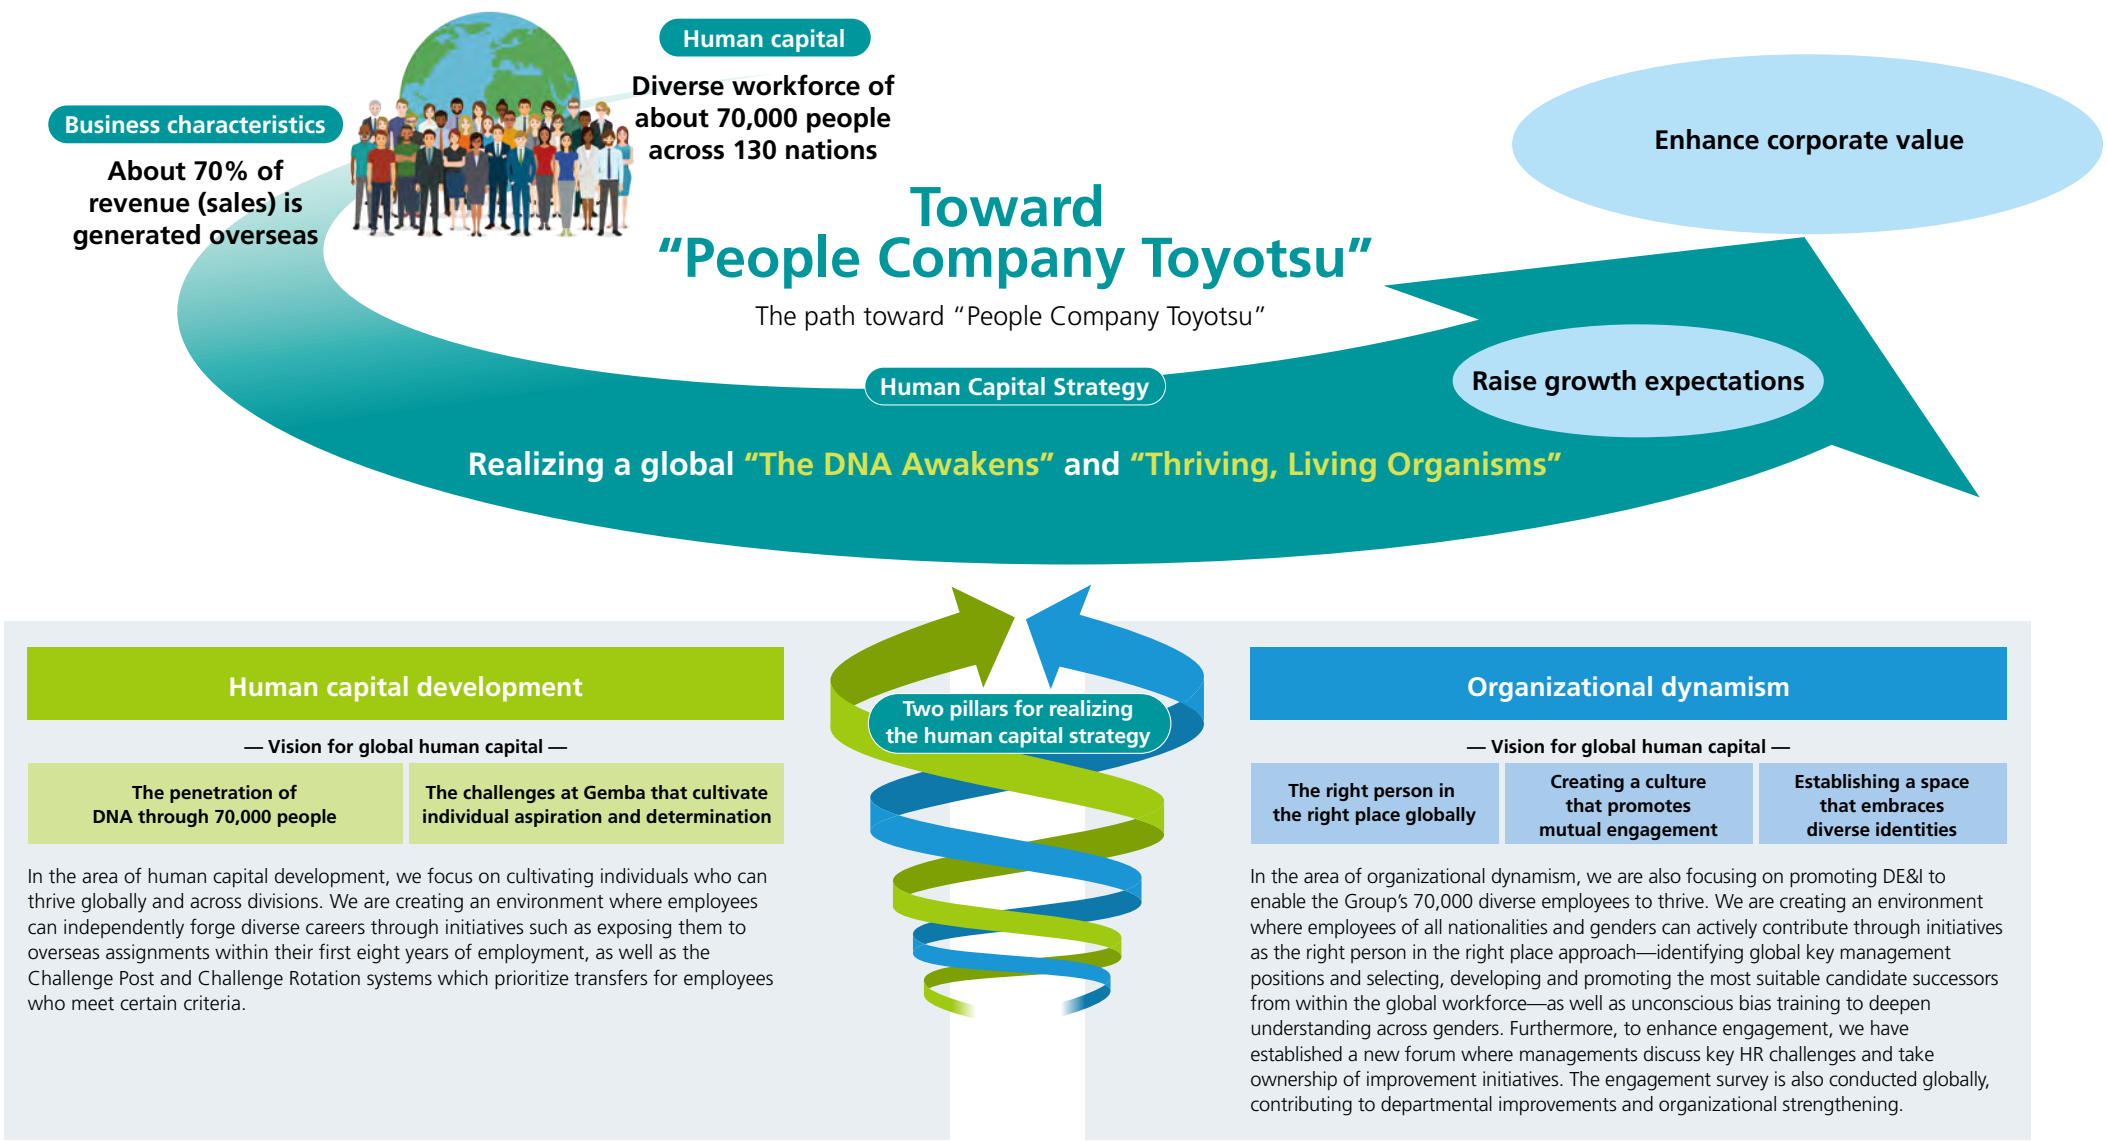 Human capital
Diverse workforce of
about 70,000 people
across 130 nations
Business characteristics
About 70% of
revenue (sales) is
generated overseas
Enhance corporate value
Toward
“People Company Toyotsu”
The path toward “People Company Toyotsu”
Human Capital Strategy
Raise growth expectations
Realizing a global “The DNA Awakens” and “Thriving, Living Organisms”
Two pillars for realizing
the human capital strategy
Human capital development
— Vision for global human capital —
The penetration of
DNA through 70,000 people
The challenges at Gemba that cultivate
individual aspiration and determination
In the area of human capital development, we focus on cultivating individuals who can
thrive globally and across divisions. We are creating an environment where employees
can independently forge diverse careers through initiatives such as exposing them to
overseas assignments within their first eight years of employment, as well as the
Challenge Post and Challenge Rotation systems which prioritize transfers for employees
who meet certain criteria.
Organizational dynamism
— Vision for global human capital —
The right person in
the right place globally
Creating a culture
that promotes
mutual engagement
Establishing a space
that embraces
diverse identities
In the area of organizational dynamism, we are also focusing on promoting DE&I to
enable the Group’s 70,000 diverse employees to thrive. We are creating an environment
where employees of all nationalities and genders can actively contribute through initiatives
as the right person in the right place approach—identifying global key management
positions and selecting, developing and promoting the most suitable candidate successors
from within the global workforce—as well as unconscious bias training to deepen
understanding across genders. Furthermore, to enhance engagement, we have
established a new forum where managements discuss key HR challenges and take
ownership of improvement initiatives. The engagement survey is also conducted globally,
contributing to departmental improvements and organizational strengthening.